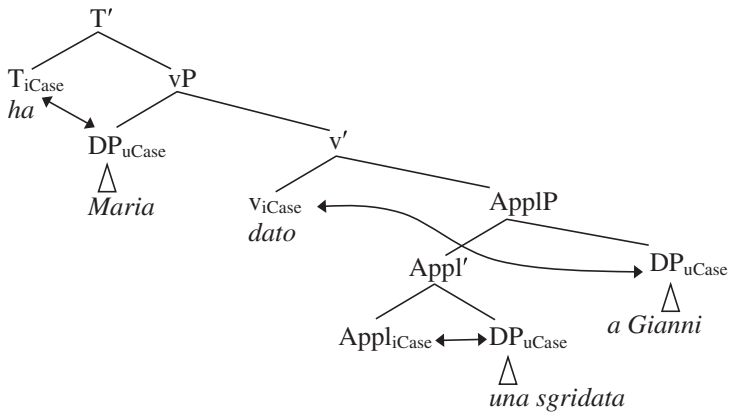 T′
T_iCase vP
ha
DP_uCase v′
Maria
v_iCase ApplP
dato
Appl′ DP_uCase
a Gianni
Appl_iCase DP_uCase
una sgridata